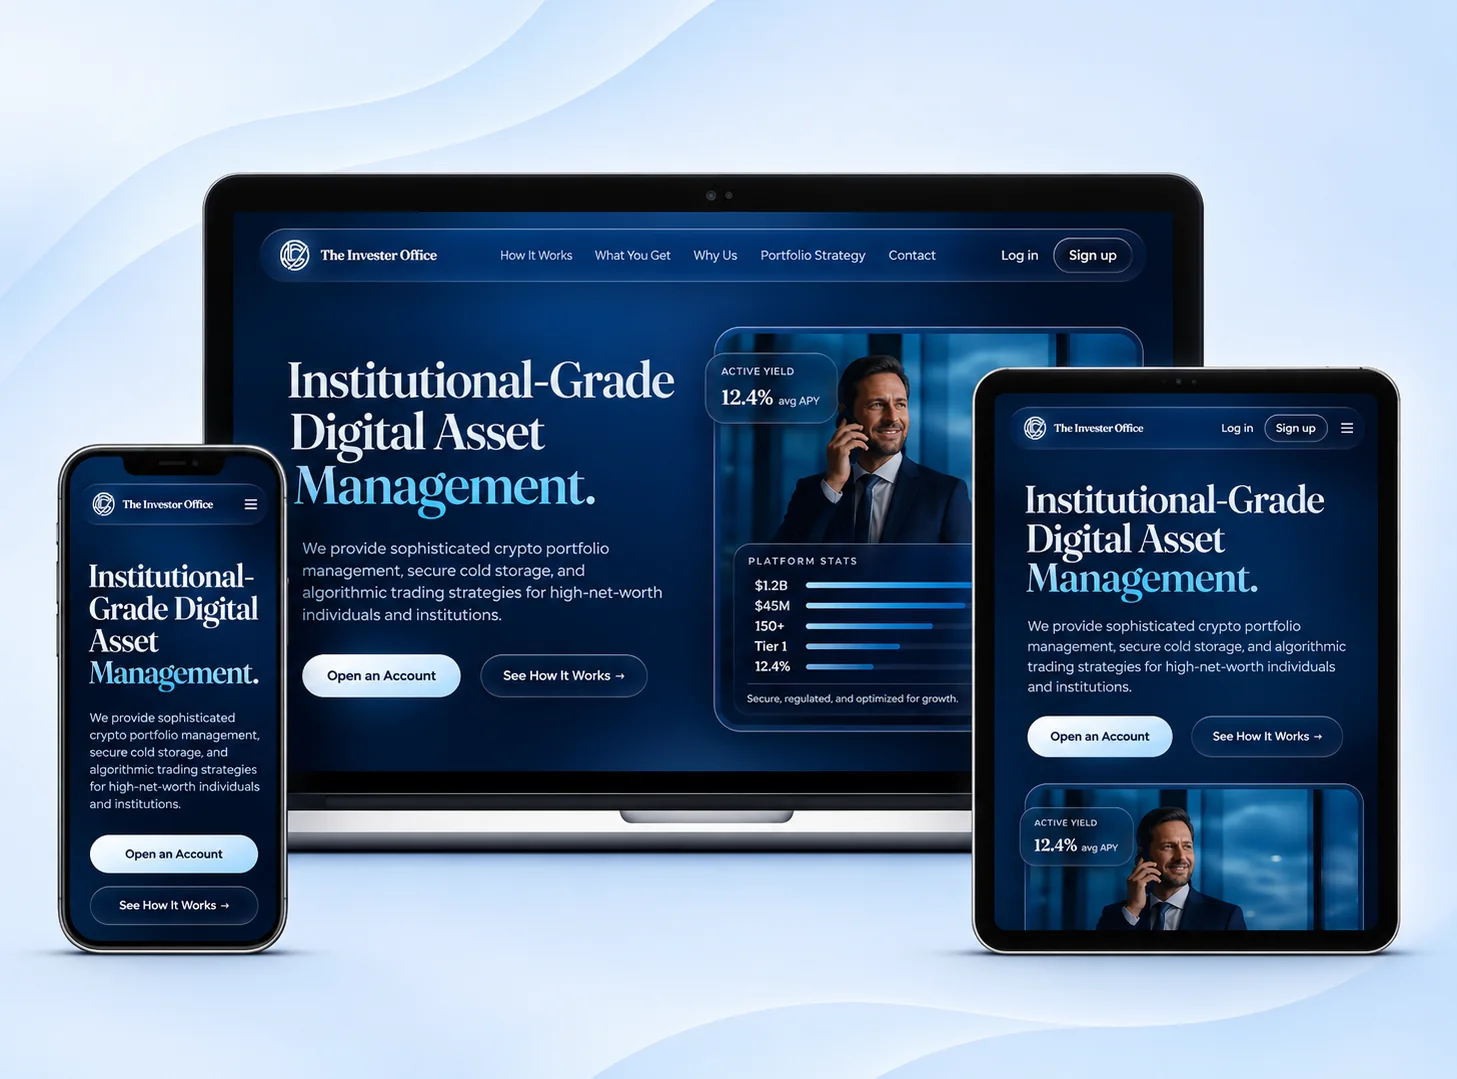 The Invester Office
How It Works
What You Get
Why Us
Portfolio Strategy
Contact
Log in
Sign up
Institutional-Grade
Digital Asset
Management.
We provide sophisticated crypto portfolio
management, secure cold storage, and
algorithmic trading strategies for high-net-worth
individuals and institutions.
Open an Account
See How It Works →
ACTIVE YIELD
12.4% avg APY
PLATFORM STATS
$1.2B
$45M
150+
Tier 1
12.4%
Secure, regulated, and optimized for growth.
The Investor Office
Institutional-
Grade Digital
Asset
Management.
We provide sophisticated
crypto portfolio management,
secure cold storage, and
algorithmic trading strategies
for high-net-worth individuals
and institutions.
Open an Account
See How It Works →
The Invester Office
Log in
Sign up
Institutional-Grade
Digital Asset
Management.
We provide sophisticated crypto portfolio
management, secure cold storage, and algorithmic
trading strategies for high-net-worth individuals
and institutions.
Open an Account
See How It Works →
ACTIVE YIELD
12.4% avg APY